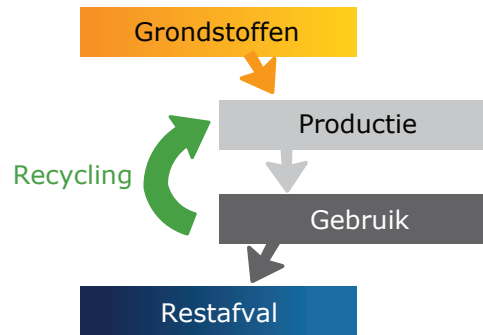 Grondstoffen
Productie
Recycling
Gebruik
Restafval